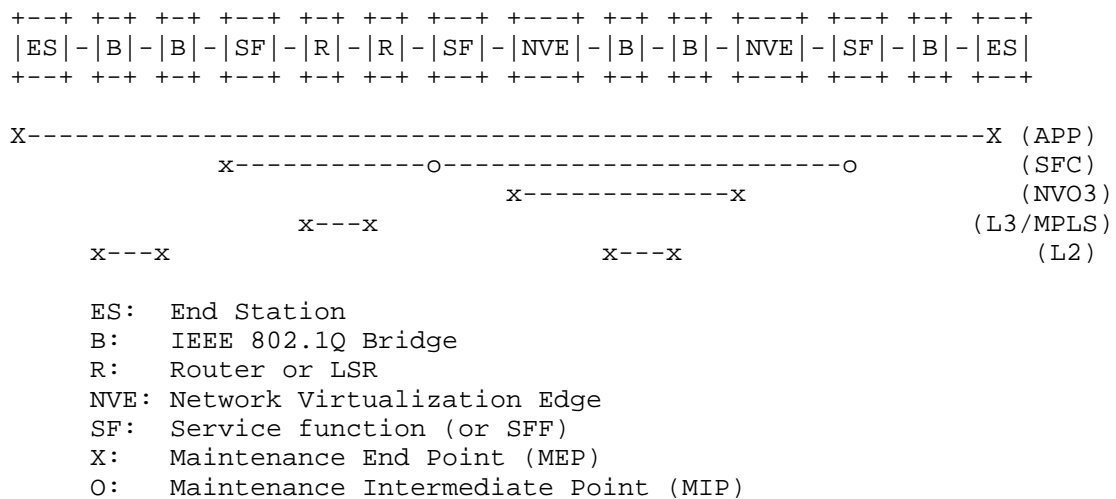 +--+ +-+ +-+ +--+ +-+ +-+ +--+ +---+ +-+ +-+ +---+ +--+ +-+ +--+
|ES|-|B|-|B|-|SF|-|R|-|R|-|SF|-|NVE|-|B|-|B|-|NVE|-|SF|-|B|-|ES|
+--+ +-+ +-+ +--+ +-+ +-+ +--+ +---+ +-+ +-+ +---+ +--+ +-+ +--+

X------------------------------------------------------------X (APP)
             x------------o-------------------------o          (SFC)
                               x-------------x                 (NVO3)
                  x---x                                     (L3/MPLS)
     x---x                           x---x                      (L2)

     ES:  End Station
     B:   IEEE 802.1Q Bridge
     R:   Router or LSR
     NVE: Network Virtualization Edge
     SF:  Service function (or SFF)
     X:   Maintenance End Point (MEP)
     O:   Maintenance Intermediate Point (MIP)